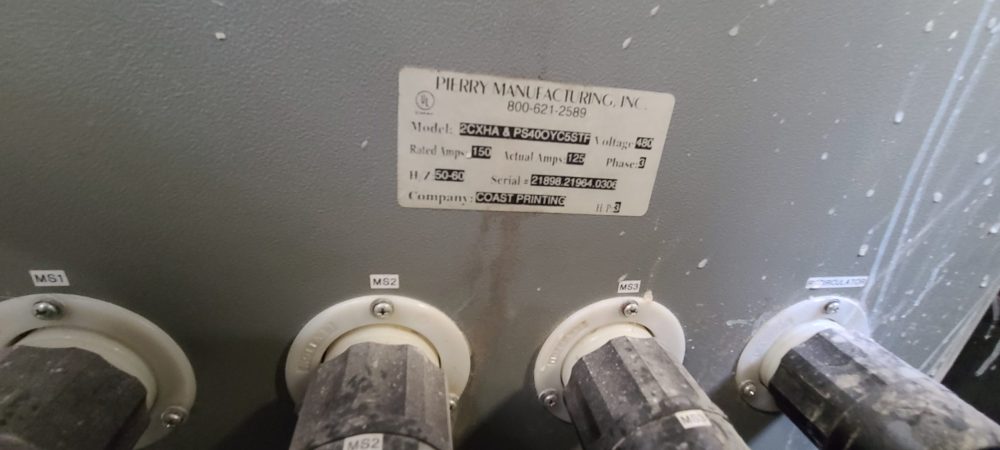 PIERRY MANUFACTURING, INC.
800-621-2589
Model: 2CXHA & PS40OYC5STF Voltage: 480
Rated Amps: 150 Actual Amps: 125 Phase: 3
H/Z 50-60 Serial # 21898.21964.0306
Company: COAST PRINTING H/P: 3
MS1
MS2
MS3
MS2